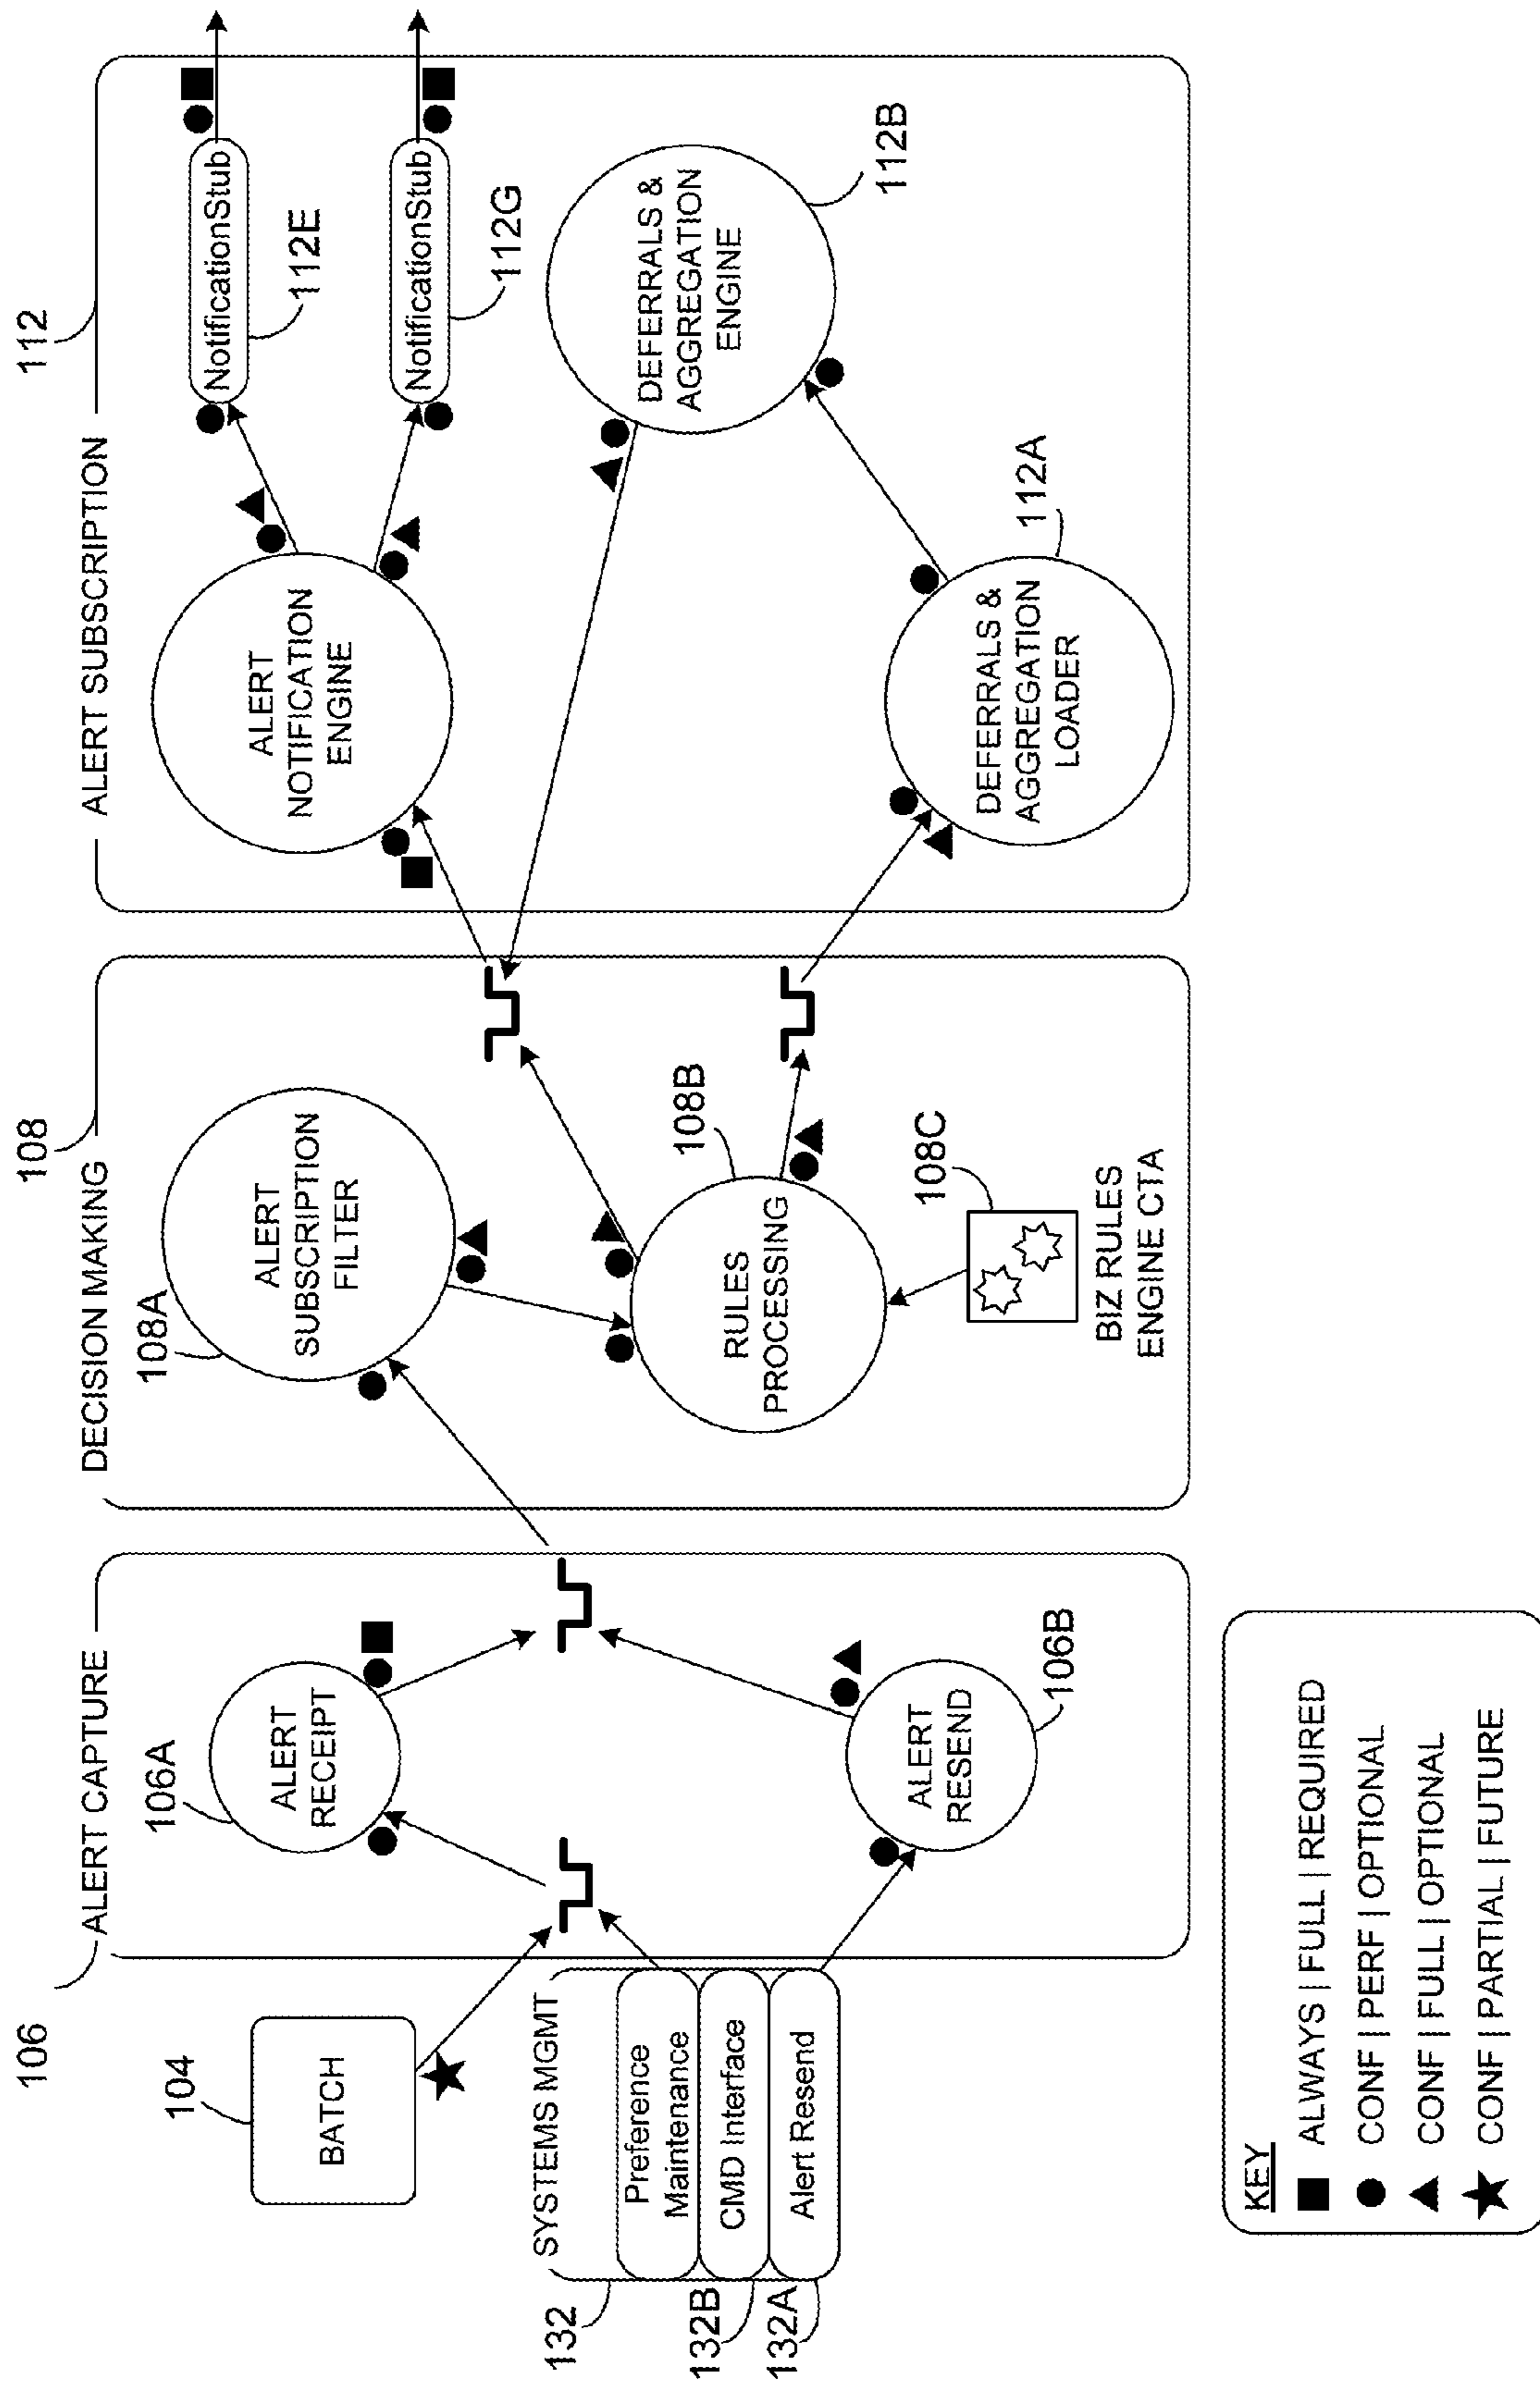 106
ALERT CAPTURE
104
BATCH
132
SYSTEMS MGMT
Preference
Maintenance
132B
CMD Interface
132A
Alert Resend
106A
ALERT
RECEIPT
ALERT
RESEND
106B
108
DECISION MAKING
108A
ALERT
SUBSCRIPTION
FILTER
108B
RULES
PROCESSING
108C
BIZ RULES
ENGINE CTA
112
ALERT SUBSCRIPTION
ALERT
NOTIFICATION
ENGINE
NotificationStub
112E
NotificationStub
112G
DEFERRALS &
AGGREGATION
ENGINE
112B
DEFERRALS &
AGGREGATION
LOADER
112A
KEY
ALWAYS | FULL | REQUIRED
CONF | PERF | OPTIONAL
CONF | FULL | OPTIONAL
CONF | PARTIAL | FUTURE